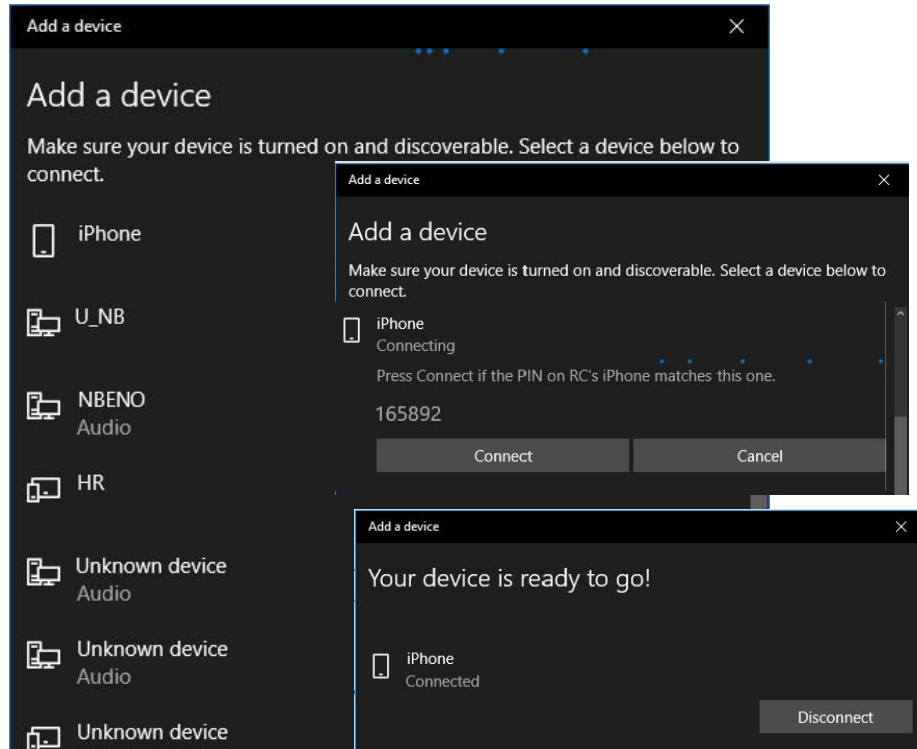 Add a device
Add a device
Make sure your device is turned on and discoverable. Select a device below to
connect.
iPhone
U_NB
NBENO
Audio
HR
Unknown device
Audio
Unknown device
Audio
Unknown device
Add a device
Add a device
Make sure your device is turned on and discoverable. Select a device below to
connect.
iPhone
Connecting
Press Connect if the PIN on RC's iPhone matches this one.
165892
Connect Cancel
Add a device
Your device is ready to go!
iPhone
Connected
Disconnect